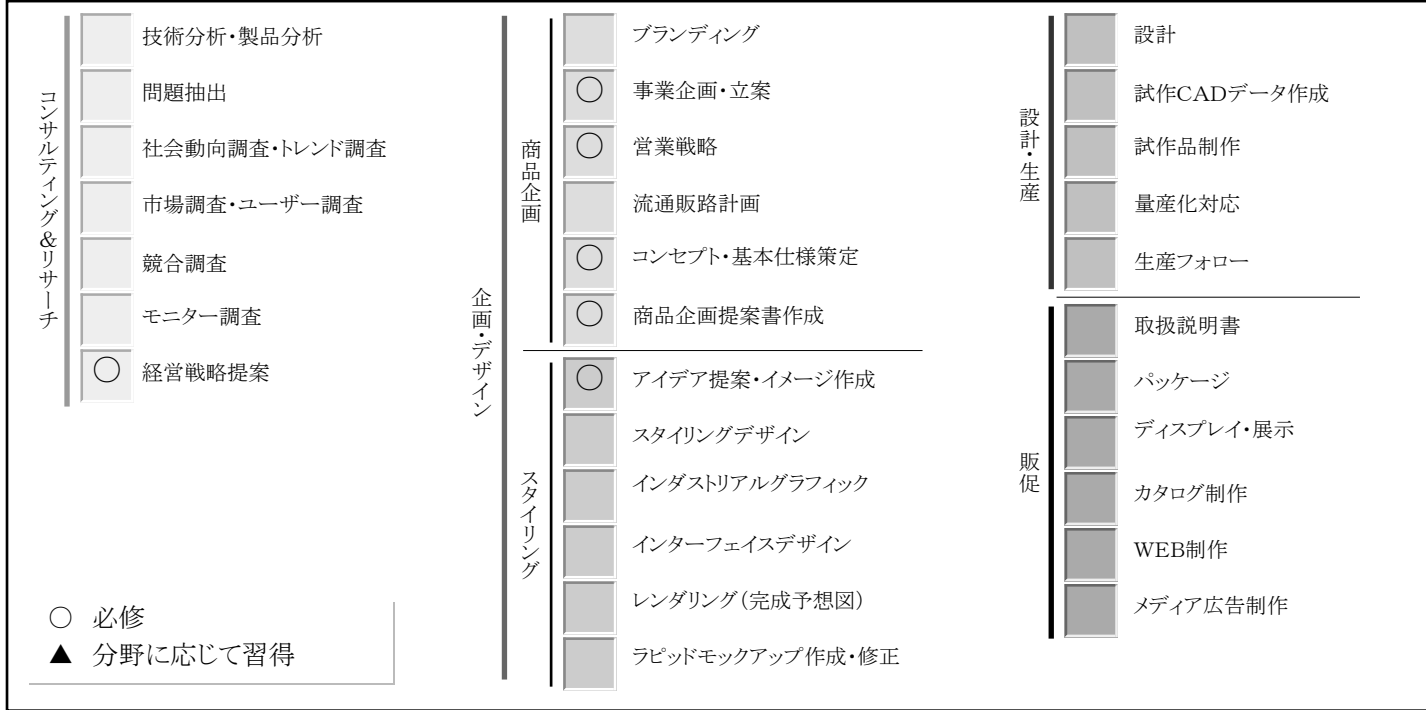 コンサルティング&リサーチ
技術分析・製品分析
問題抽出
社会動向調査・トレンド調査
市場調査・ユーザー調査
競合調査
モニター調査
○ 経営戦略提案
企画・デザイン
商品企画
ブランディング
○ 事業企画・立案
○ 営業戦略
流通販路計画
○ コンセプト・基本仕様策定
○ 商品企画提案書作成
スタイリング
○ アイデア提案・イメージ作成
スタイリングデザイン
インダストリアルグラフィック
インターフェイスデザイン
レンダリング(完成予想図)
ラピッドモックアップ作成・修正
設計・生産
設計
試作CADデータ作成
試作品制作
量産化対応
生産フォロー
販促
取扱説明書
パッケージ
ディスプレイ・展示
カタログ制作
WEB制作
メディア広告制作
○ 必修
▲ 分野に応じて習得